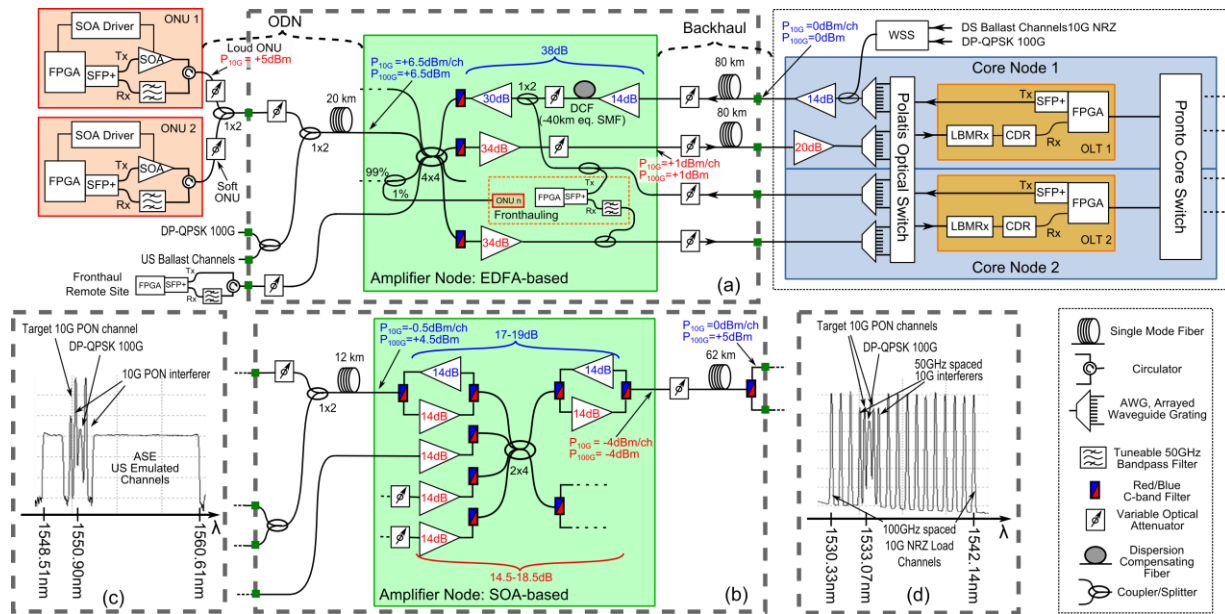 ONU 1
SOA Driver
FPGA
SFP+
Tx
SOA
Rx
Loud ONU
P10G = +5dBm
1x2
ONU 2
SOA Driver
FPGA
SFP+
Tx
SOA
Rx
Soft
ONU
DP-QPSK 100G
US Ballast Channels
Fronthaul
Remote Site
FPGA
SFP+
Tx
Rx
ODN
1x2
20 km
P10G=+6.5dBm/ch
P100G=+6.5dBm
38dB
30dB
1x2
DCF
(-40km eq. SMF)
14dB
34dB
4x4
99%
1%
ONU n
Fronthauling
FPGA
SFP+
Tx
Rx
34dB
Amplifier Node: EDFA-based
(a)
Backhaul
80 km
80 km
P10G=+1dBm/ch
P100G=+1dBm
P10G=0dBm/ch
P100G=0dBm
WSS
DS Ballast Channels10G NRZ
DP-QPSK 100G
Core Node 1
14dB
20dB
Polatis Optical Switch
Tx
SFP+
FPGA
LBMRx
CDR
Rx
OLT 1
Tx
SFP+
FPGA
LBMRx
CDR
Rx
OLT 2
Core Node 2
Pronto Core Switch
Target 10G PON channel
DP-QPSK 100G
10G PON interferer
ASE
US Emulated
Channels
λ
1548.51nm
1550.90nm
1560.61nm
(c)
1x2
12 km
P10G=-0.5dBm/ch
P100G=+4.5dBm
17-19dB
14dB
14dB
14dB
14dB
14dB
14dB
14dB
2x4
P10G = -4dBm/ch
P100G= -4dBm
62 km
P10G=0dBm/ch
P100G=+5dBm
14.5-18.5dB
Amplifier Node: SOA-based
(b)
Target 10G PON channels
DP-QPSK 100G
50GHz spaced
10G interferers
100GHz spaced
10G NRZ Load
Channels
λ
1530.33nm
1533.07nm
1542.14nm
(d)
Single Mode Fiber
Circulator
AWG, Arrayed
Waveguide Grating
Tuneable 50GHz
Bandpass Filter
Red/Blue
C-band Filter
Variable Optical
Attenuator
Dispersion
Compensating
Fiber
Coupler/Splitter